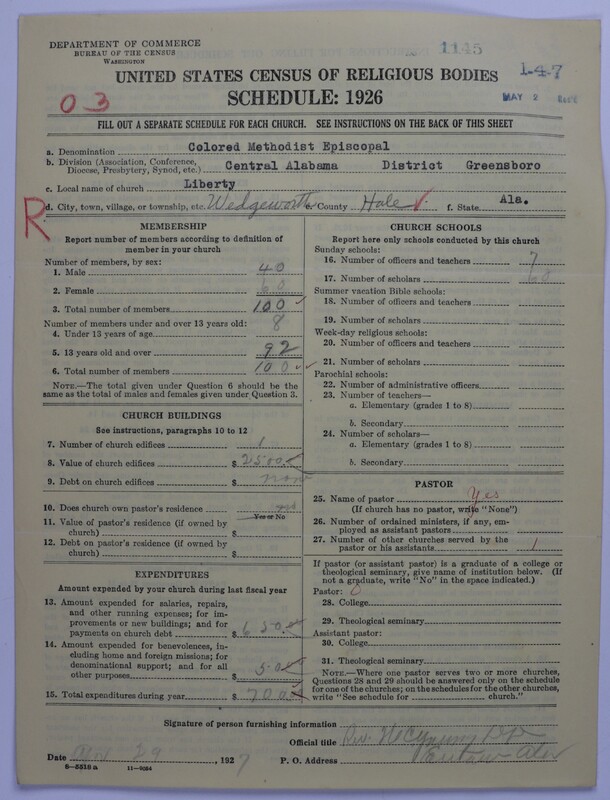 DEPARTMENT OF COMMERCE
BUREAU OF THE CENSUS
WASHINGTON
1145
1-4-7
MAY 2
UNITED STATES CENSUS OF RELIGIOUS BODIES
SCHEDULE: 1926
03
FILL OUT A SEPARATE SCHEDULE FOR EACH CHURCH. SEE INSTRUCTIONS ON THE BACK OF THIS SHEET
a. Denomination Colored Methodist Episcopal
b. Division (Association, Conference, Diocese, Presbytery, Synod, etc.) Central Alabama District Greensboro
c. Local name of church Liberty
R
d. City, town, village, or township, etc. Wedgeworth e. County Hale f. State Ala.
MEMBERSHIP
Report number of members according to definition of
member in your church
Number of members, by sex:
1. Male 40
2. Female 60
3. Total number of members 100 ✓
Number of members under and over 13 years old:
4. Under 13 years of age 8
5. 13 years old and over 92
6. Total number of members 100 ✓
NOTE.—The total given under Question 6 should be the
same as the total of males and females given under Question 3.
CHURCH BUILDINGS
See instructions, paragraphs 10 to 12
7. Number of church edifices 1
8. Value of church edifices $ 2500
9. Debt on church edifices $ none
10. Does church own pastor's residence?
Yes or No
11. Value of pastor's residence (if owned by
church) $
12. Debt on pastor's residence (if owned by
church) $
EXPENDITURES
Amount expended by your church during last fiscal year
13. Amount expended for salaries, repairs,
and other running expenses; for im-
provements or new buildings; and for
payments on church debt $ 650
14. Amount expended for benevolences,
including home and foreign missions; for
denominational support; and for all
other purposes 50
15. Total expenditures during year $ 700
CHURCH SCHOOLS
Report here only schools conducted by this church
Sunday schools:
16. Number of officers and teachers 7
17. Number of scholars
Summer vacation Bible schools:
18. Number of officers and teachers
19. Number of scholars
Week-day religious schools:
20. Number of officers and teachers
21. Number of scholars
Parochial schools:
22. Number of administrative officers
23. Number of teachers—
a. Elementary (grades 1 to 8)
b. Secondary
24. Number of scholars—
a. Elementary (grades 1 to 8)
b. Secondary
PASTOR
25. Name of pastor Yes
(If church has no pastor, write "None")
26. Number of ordained ministers, if any, em-
ployed as assistant pastors
27. Number of other churches served by the
pastor or his assistants 1
If pastor (or assistant pastor) is a graduate of a college or
theological seminary, give name of institution below. (If
not a graduate, write "No" in the space indicated.)
Pastor: 0
28. College
29. Theological seminary
Assistant pastor:
30. College
31. Theological seminary
NOTE.—Where one pastor serves two or more churches,
Questions 28 and 29 should be answered only on the schedule
for one of the churches; on the schedules for the other churches,
write "See schedule for church."
Signature of person furnishing information
Official title Rev.
Date 29, 1927 P. O. Address
8-5518 a 11-9024